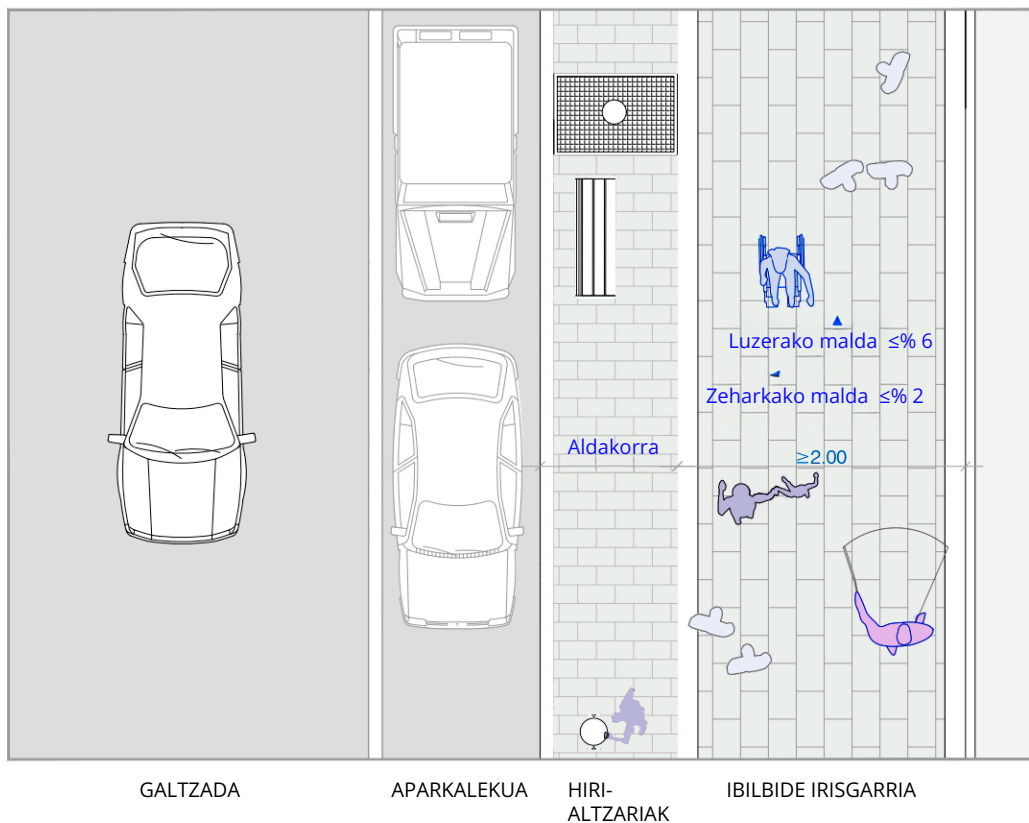 Luzerako malda ≤% 6
Zeharkako malda ≤% 2
Aldakorra
≥2.00
GALTZADA
APARKALEKUA
HIRI-
ALTZARIAK
IBILBIDE IRISGARRIA